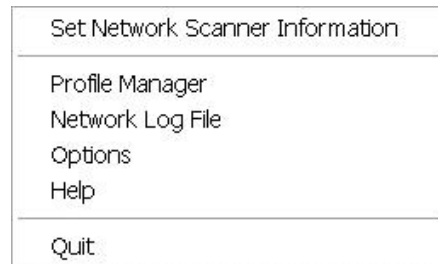 Set Network Scanner Information
Profile Manager
Network Log File
Options
Help
Quit